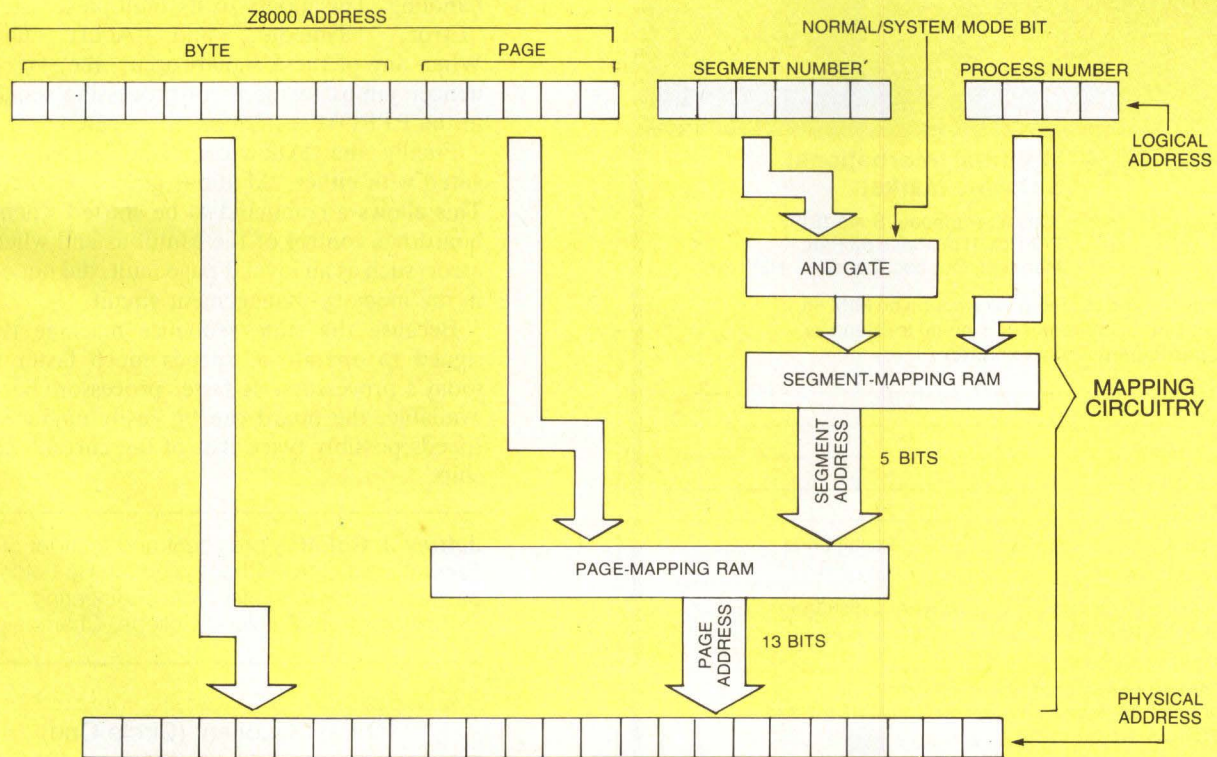 Z8000 ADDRESS
NORMAL/SYSTEM MODE BIT
BYTE
PAGE
SEGMENT NUMBER
PROCESS NUMBER
LOGICAL
ADDRESS
AND GATE
SEGMENT-MAPPING RAM
MAPPING
CIRCUITRY
SEGMENT
ADDRESS
5 BITS
PAGE-MAPPING RAM
PAGE
ADDRESS
13 BITS
PHYSICAL
ADDRESS